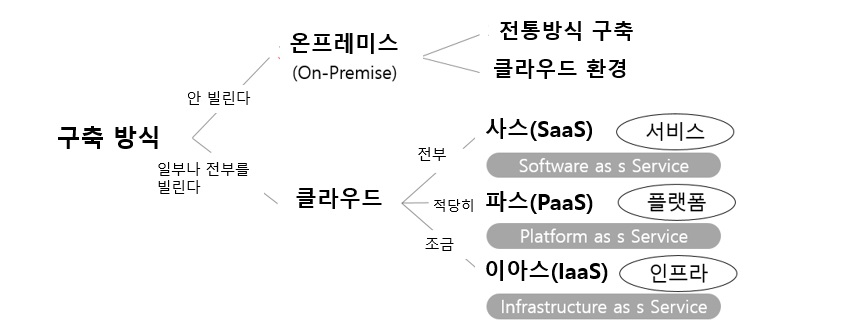 구축 방식
안 빌린다
온프레미스
(On-Premise)
전통방식 구축
클라우드 환경
일부나 전부를
빌린다
클라우드
전부
사스(SaaS)
서비스
Software as s Service
적당히
파스(PaaS)
플랫폼
Platform as s Service
조금
이아스(IaaS)
인프라
Infrastructure as s Service